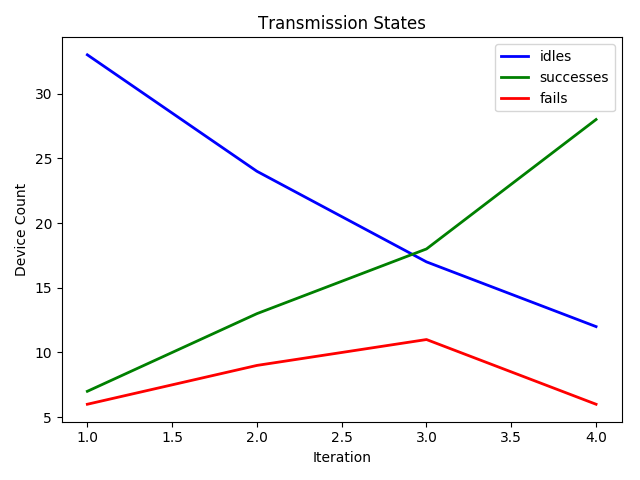 Transmission States
idles
successes
fails
Device Count
30
25
20
15
10
5
1.0 1.5 2.0 2.5 3.0 3.5 4.0
Iteration